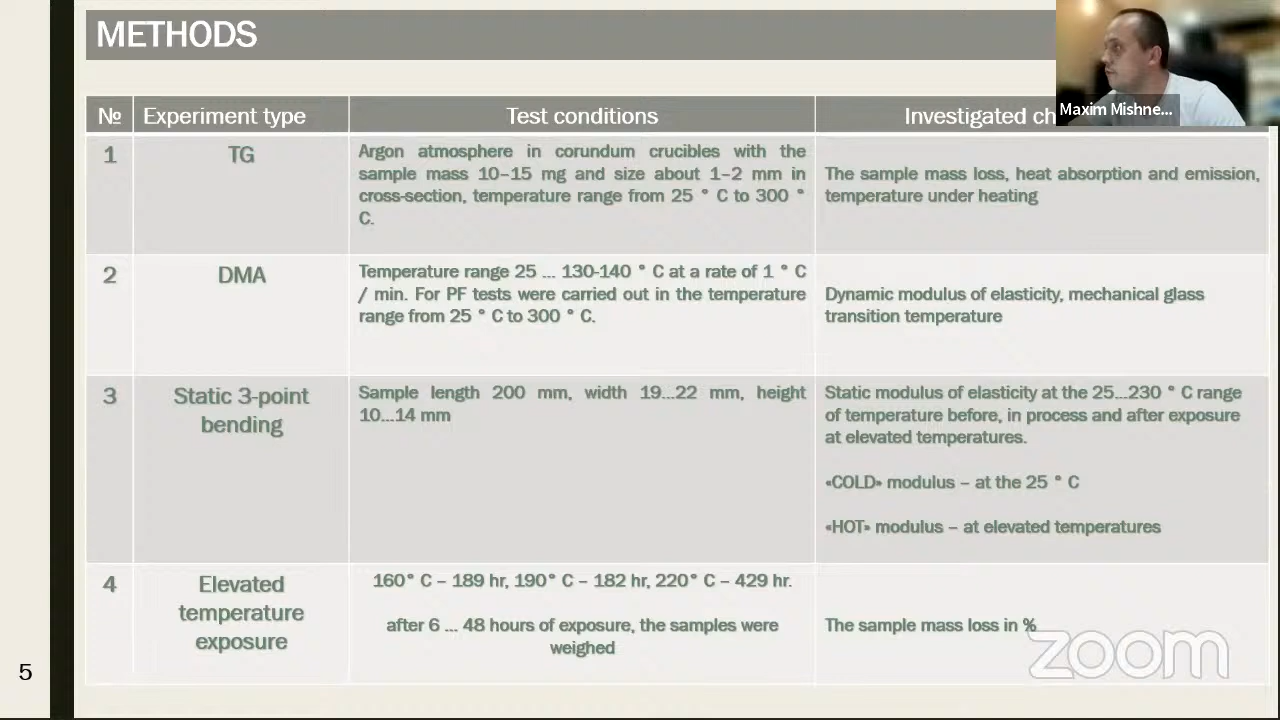 METHODS
Maxim Mishne...
№ Experiment type Test conditions Investigated ch
1 TG
Argon atmosphere in corundum crucibles with the
sample mass 10–15 mg and size about 1–2 mm in
cross-section, temperature range from 25 ° C to 300 °
C.
The sample mass loss, heat absorption and emission,
temperature under heating
2 DMA
Temperature range 25 ... 130-140 ° C at a rate of 1 ° C
/ min. For PF tests were carried out in the temperature
range from 25 ° C to 300 ° C.
Dynamic modulus of elasticity, mechanical glass
transition temperature
3 Static 3-point
bending
Sample length 200 mm, width 19...22 mm, height
10...14 mm
Static modulus of elasticity at the 25...230 ° C range
of temperature before, in process and after exposure
at elevated temperatures.
«COLD» modulus – at the 25 ° C
«HOT» modulus – at elevated temperatures
4 Elevated
temperature
exposure
160° C – 189 hr, 190° C – 182 hr, 220° C – 429 hr.
after 6 ... 48 hours of exposure, the samples were
weighed
The sample mass loss in %
zoom
5